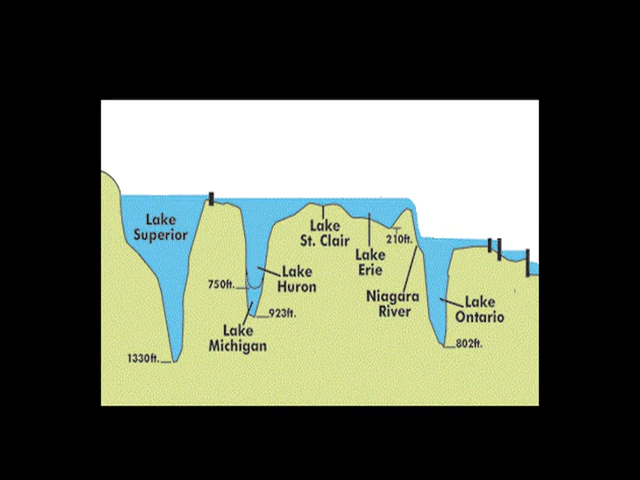 Lake
Superior
Lake
St. Clair
210ft.
Lake
Erie
Lake
Huron
750ft.
Niagara
River
Lake
Ontario
923ft.
Lake
Michigan
802ft.
1330ft.